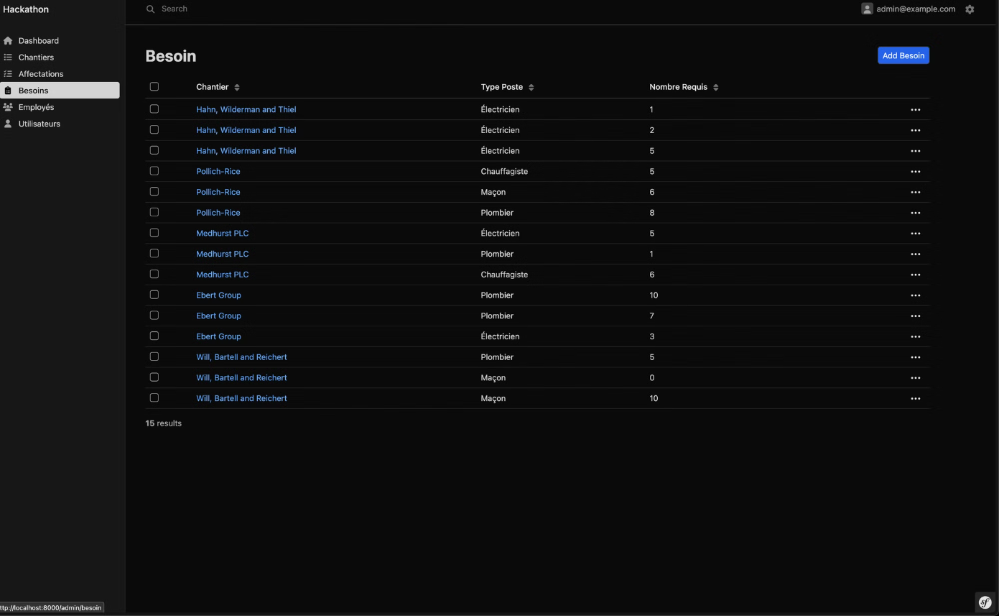 Hackathon
Search
admin@example.com
Dashboard
Chantiers
Affectations
Besoins
Employés
Utilisateurs
Besoin
Add Besoin
Chantier Type Poste Nombre Requis
Hahn, Wilderman and Thiel Électricien 1
Hahn, Wilderman and Thiel Électricien 2
Hahn, Wilderman and Thiel Électricien 5
Pollich-Rice Chauffagiste 5
Pollich-Rice Maçon 6
Pollich-Rice Plombier 8
Medhurst PLC Électricien 5
Medhurst PLC Plombier 1
Medhurst PLC Chauffagiste 6
Ebert Group Plombier 10
Ebert Group Plombier 7
Ebert Group Électricien 3
Will, Bartell and Reichert Plombier 5
Will, Bartell and Reichert Maçon 0
Will, Bartell and Reichert Maçon 10
15 results
ttp://localhost:8000/admin/besoin
sf